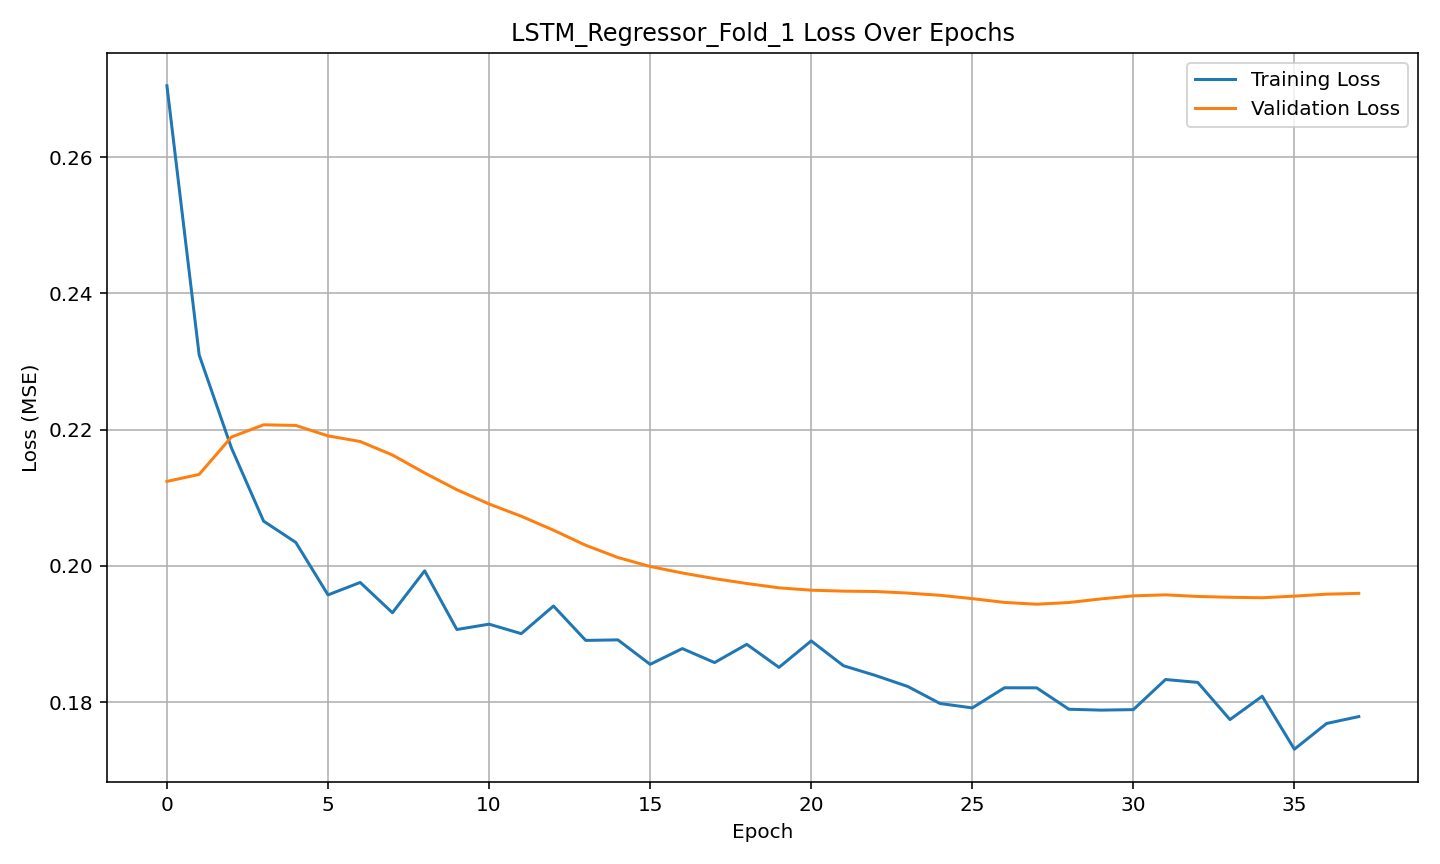 LSTM_Regressor_Fold_1 Loss Over Epochs
Training Loss
Validation Loss
Loss (MSE)
0.26
0.24
0.22
0.20
0.18
0 5 10 15 20 25 30 35
Epoch